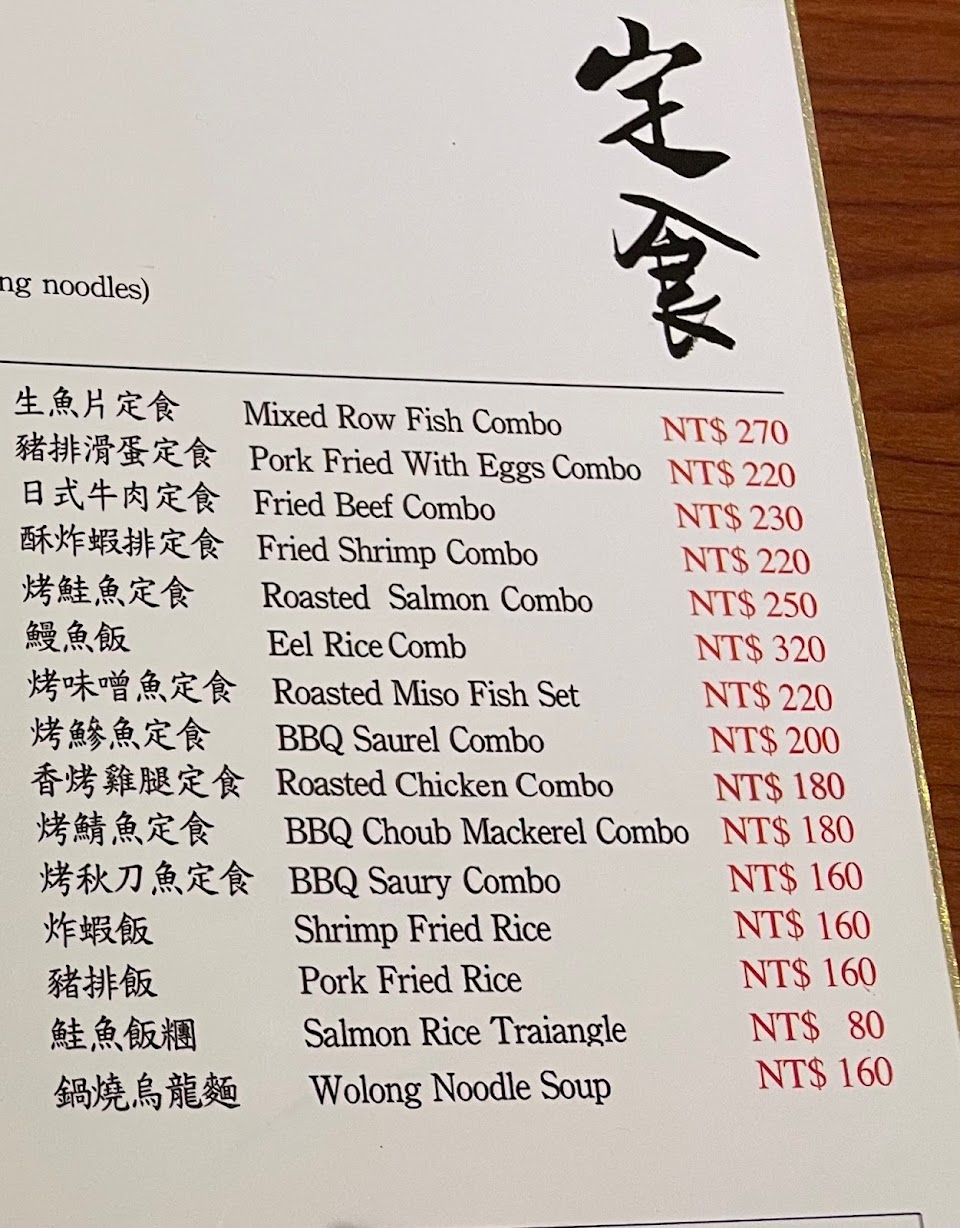 定食
ng noodles)
生魚片定食 Mixed Row Fish Combo NT$ 270
豬排滑蛋定食 Pork Fried With Eggs Combo NT$ 220
日式牛肉定食 Fried Beef Combo NT$ 230
酥炸蝦排定食 Fried Shrimp Combo NT$ 220
烤鮭魚定食 Roasted Salmon Combo NT$ 250
鰻魚飯 Eel Rice Comb NT$ 320
烤味噌魚定食 Roasted Miso Fish Set NT$ 220
烤鰺魚定食 BBQ Saurel Combo NT$ 200
香烤雞腿定食 Roasted Chicken Combo NT$ 180
烤鯖魚定食 BBQ Choub Mackerel Combo NT$ 180
烤秋刀魚定食 BBQ Saury Combo NT$ 160
炸蝦飯 Shrimp Fried Rice NT$ 160
豬排飯 Pork Fried Rice NT$ 160
鮭魚飯糰 Salmon Rice Traiangle NT$ 80
鍋燒烏龍麵 Wolong Noodle Soup NT$ 160